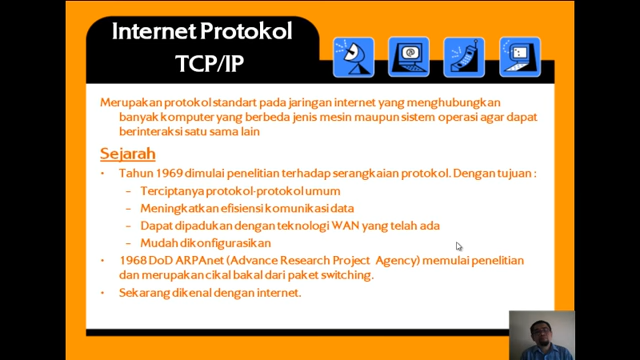 Internet Protokol
TCP/IP
Merupakan protokol standart pada jaringan internet yang menghubungkan
banyak komputer yang berbeda jenis mesin maupun sistem operasi agar dapat
berinteraksi satu sama lain
Sejarah
• Tahun 1969 dimulai penelitian terhadap serangkaian protokol. Dengan tujuan :
– Terciptanya protokol-protokol umum
– Meningkatkan efisiensi komunikasi data
– Dapat dipadukan dengan teknologi WAN yang telah ada
– Mudah dikonfigurasikan
• 1968 DoD ARPAnet (Advance Research Project Agency) memulai penelitian
dan merupakan cikal bakal dari paket switching.
• Sekarang dikenal dengan internet.